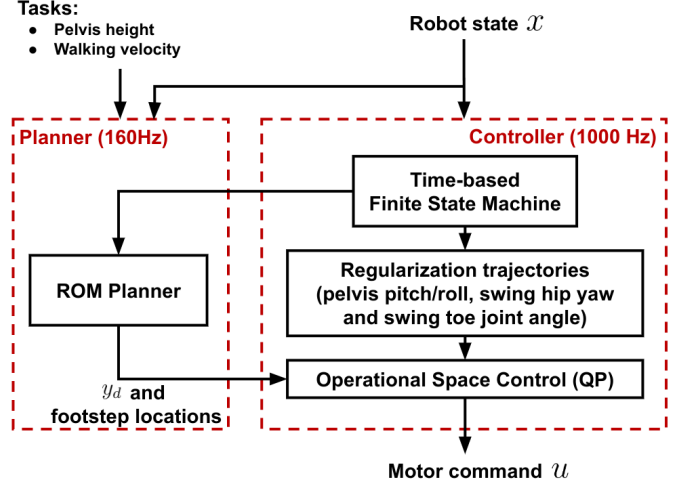 Tasks:
● Pelvis height
● Walking velocity
Robot state x
Planner (160Hz)
Controller (1000 Hz)
Time-based
Finite State Machine
ROM Planner
Regularization trajectories
(pelvis pitch/roll, swing hip yaw
and swing toe joint angle)
Operational Space Control (QP)
y_d and
footstep locations
Motor command u